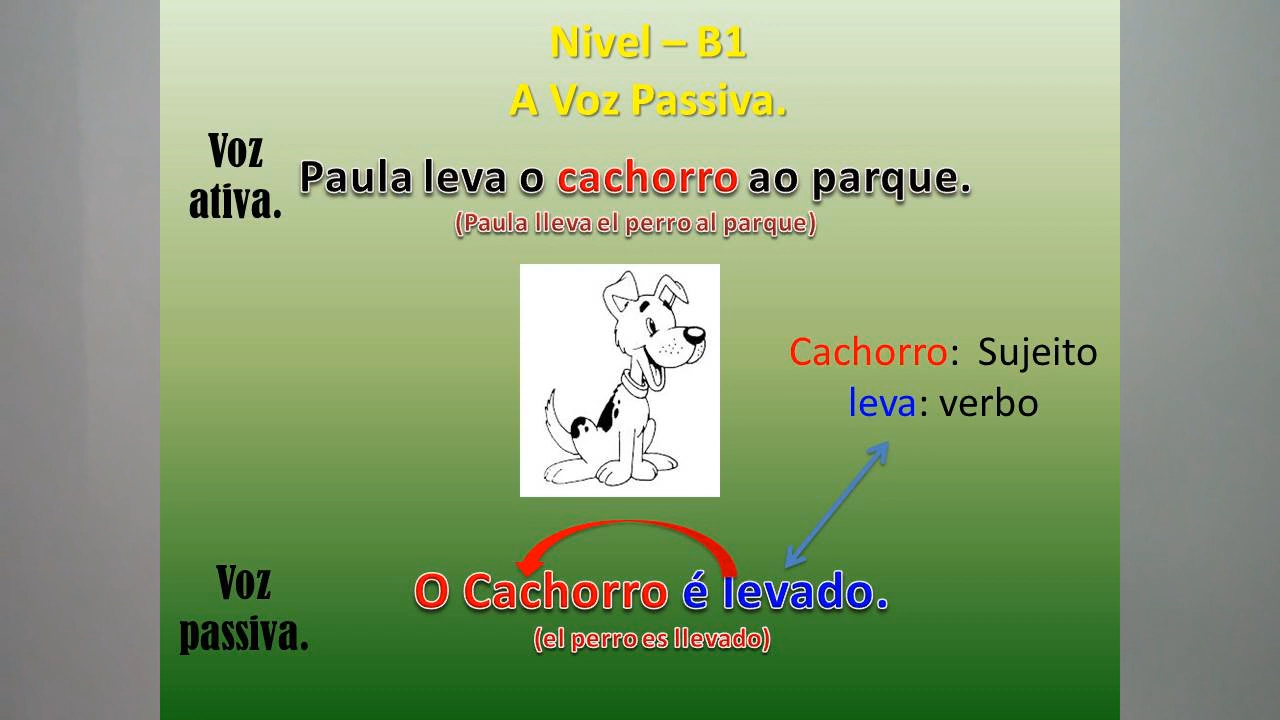 Nivel – B1
A Voz Passiva.
Voz
ativa.
Paula leva o cachorro ao parque.
(Paula lleva el perro al parque)
Cachorro: Sujeito
leva: verbo
Voz
passiva.
O Cachorro é levado.
(el perro es llevado)